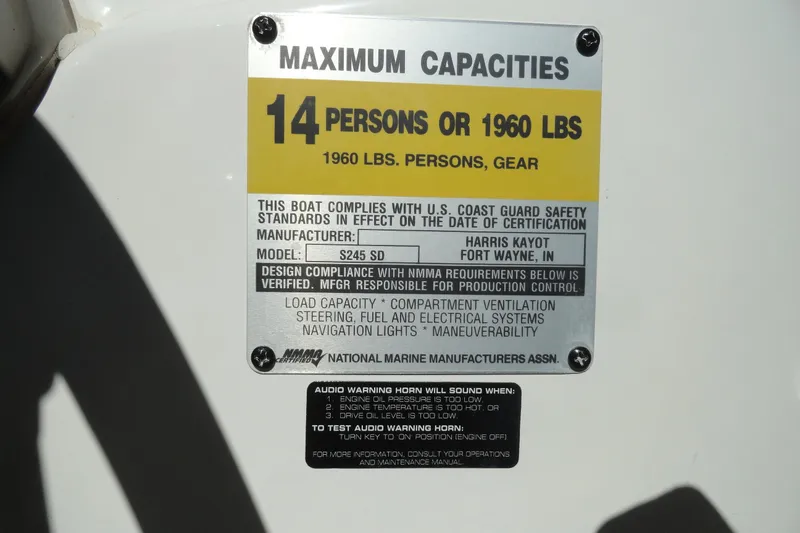 MAXIMUM CAPACITIES
14 PERSONS OR 1960 LBS
1960 LBS. PERSONS, GEAR
THIS BOAT COMPLIES WITH U.S. COAST GUARD SAFETY
STANDARDS IN EFFECT ON THE DATE OF CERTIFICATION
MANUFACTURER: HARRIS KAYOT
MODEL: S245 SD FORT WAYNE, IN
DESIGN COMPLIANCE WITH NMMA REQUIREMENTS BELOW IS
VERIFIED. MFGR RESPONSIBLE FOR PRODUCTION CONTROL.
LOAD CAPACITY * COMPARTMENT VENTILATION
STEERING, FUEL AND ELECTRICAL SYSTEMS
NAVIGATION LIGHTS * MANEUVERABILITY
NMMA
CERTIFIED NATIONAL MARINE MANUFACTURERS ASSN.
AUDIO WARNING HORN WILL SOUND WHEN:
1. ENGINE OIL PRESSURE IS TOO LOW.
2. ENGINE TEMPERATURE IS TOO HOT. OR
3. DRIVE OIL LEVEL IS TOO LOW.
TO TEST AUDIO WARNING HORN:
TURN KEY TO ON POSITION (ENGINE OFF)
FOR MORE INFORMATION, CONSULT YOUR OPERATIONS
AND MAINTENANCE MANUAL.